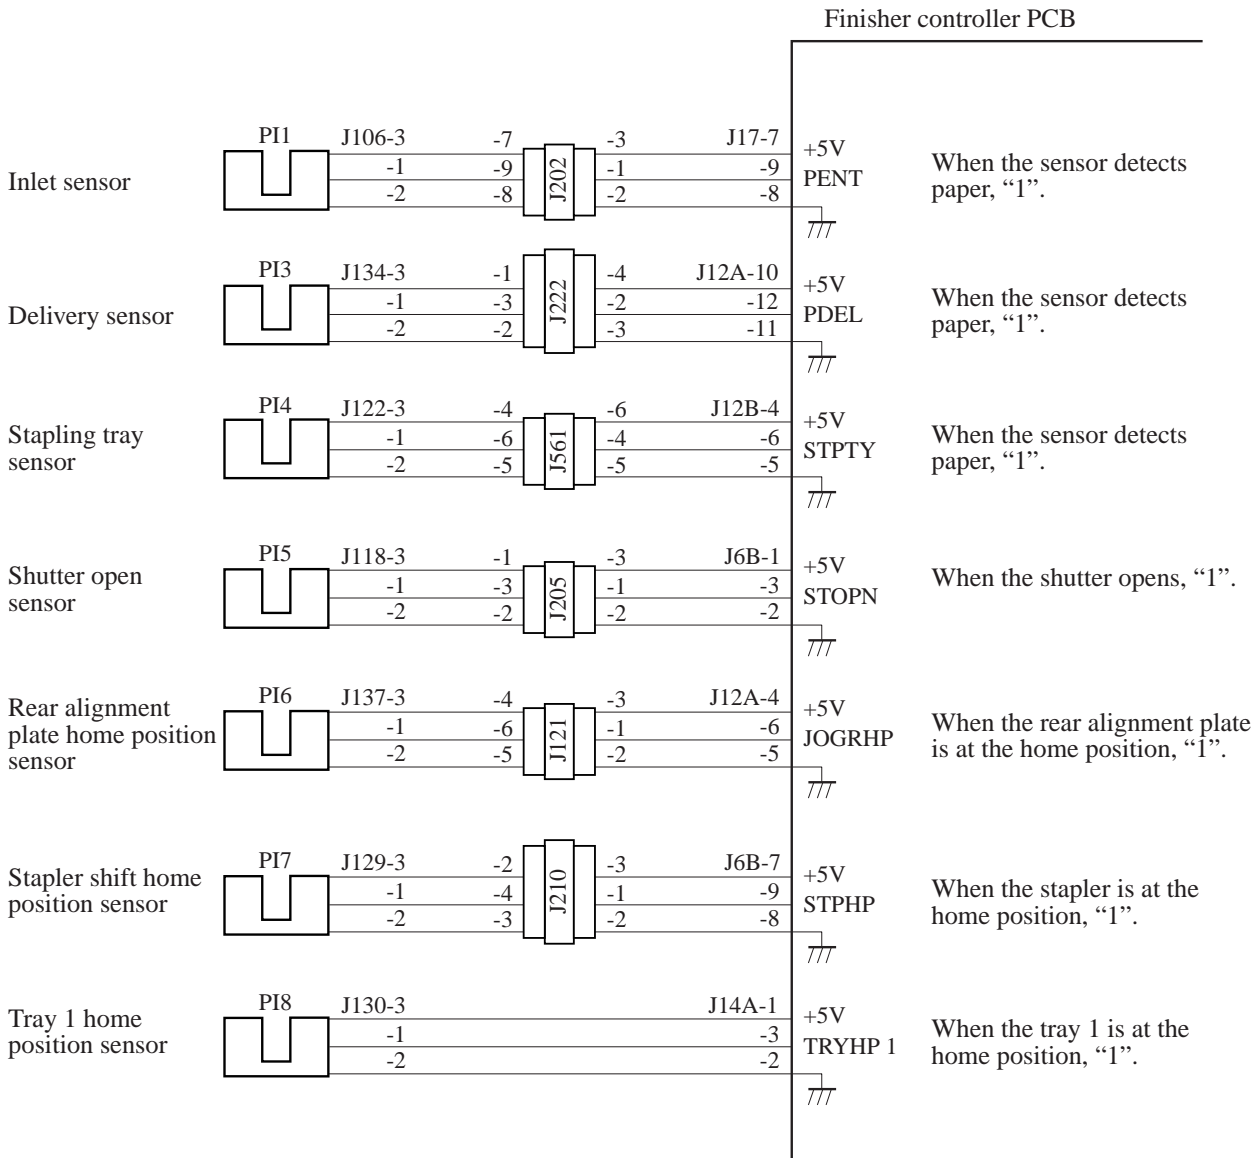 Finisher controller PCB
PI1 J106-3 -7 -3 J17-7 +5V
Inlet sensor -1 -9 J202 -1 -9 PENT When the sensor detects
-2 -8 -2 -8 paper, “1”.
PI3 J134-3 -1 -4 J12A-10 +5V
Delivery sensor -1 -3 J222 -2 -12 PDEL When the sensor detects
-2 -2 -3 -11 paper, “1”.
PI4 J122-3 -4 -6 J12B-4 +5V
Stapling tray -1 -6 J561 -4 -6 STPTY When the sensor detects
sensor -2 -5 -5 -5 paper, “1”.
PI5 J118-3 -1 -3 J6B-1 +5V
Shutter open -1 -3 J205 -1 -3 STOPN When the shutter opens, “1”.
sensor -2 -2 -2 -2
PI6 J137-3 -4 -3 J12A-4 +5V
Rear alignment -1 -6 J121 -1 -6 JOGRHP When the rear alignment plate
plate home position -2 -5 -2 -5 is at the home position, “1”.
sensor
PI7 J129-3 -2 -3 J6B-7 +5V
Stapler shift home -1 -4 J210 -1 -9 STPHP When the stapler is at the
position sensor -2 -3 -2 -8 home position, “1”.
PI8 J130-3 J14A-1 +5V
Tray 1 home -1 -3 TRYHP 1 When the tray 1 is at the
position sensor -2 -2 home position, “1”.